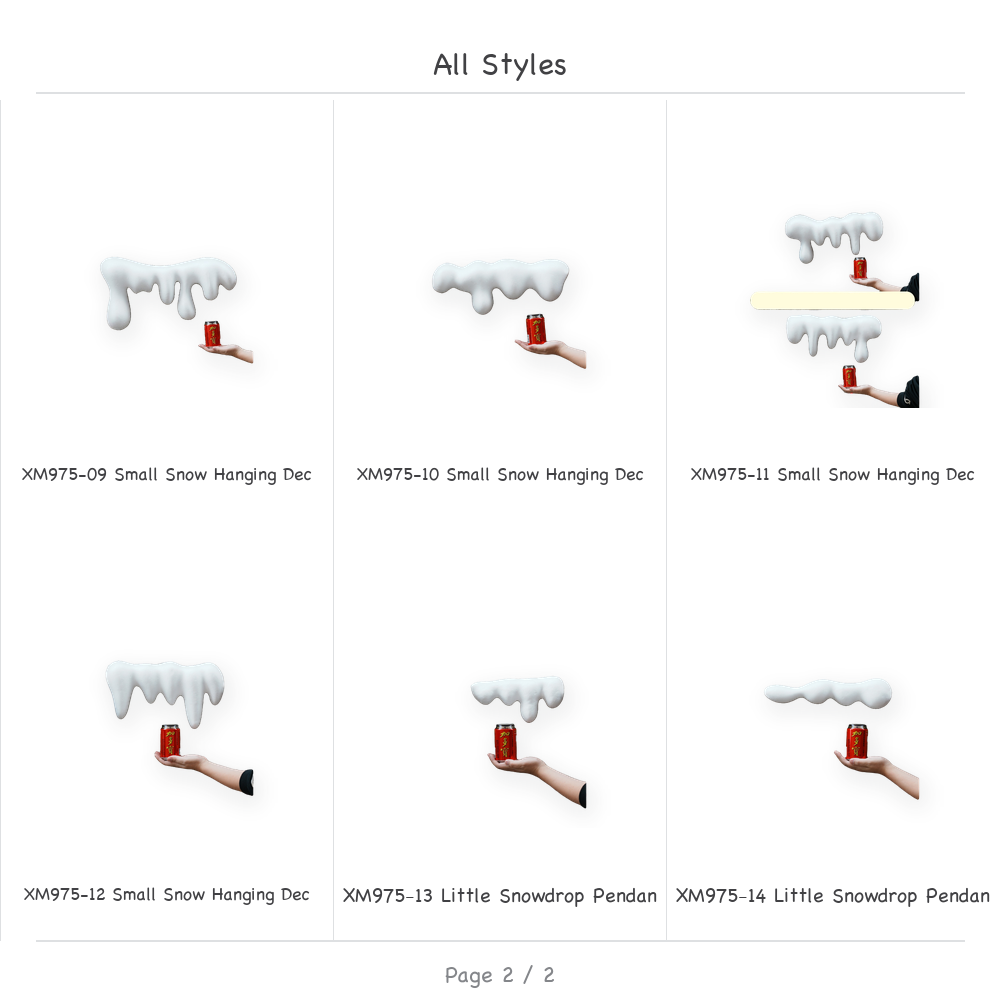 All Styles
XM975-09 Small Snow Hanging Dec
XM975-10 Small Snow Hanging Dec
XM975-11 Small Snow Hanging Dec
XM975-12 Small Snow Hanging Dec
XM975-13 Little Snowdrop Pendan
XM975-14 Little Snowdrop Pendan
Page 2 / 2